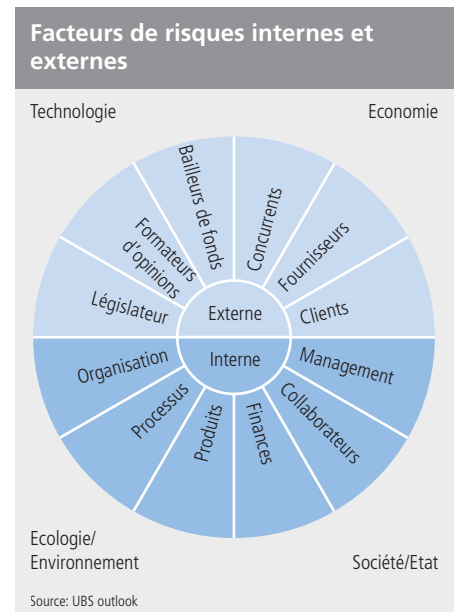 Facteurs de risques internes et
externes
Technologie
Economie
Bailleurs de fonds
Concurrents
Formateurs
d'opinions
Fournisseurs
Législateur
Externe
Clients
Organisation
Interne
Management
Processus
Produits
Finances
Collaborateurs
Ecologie/
Environnement
Société/Etat
Source: UBS outlook